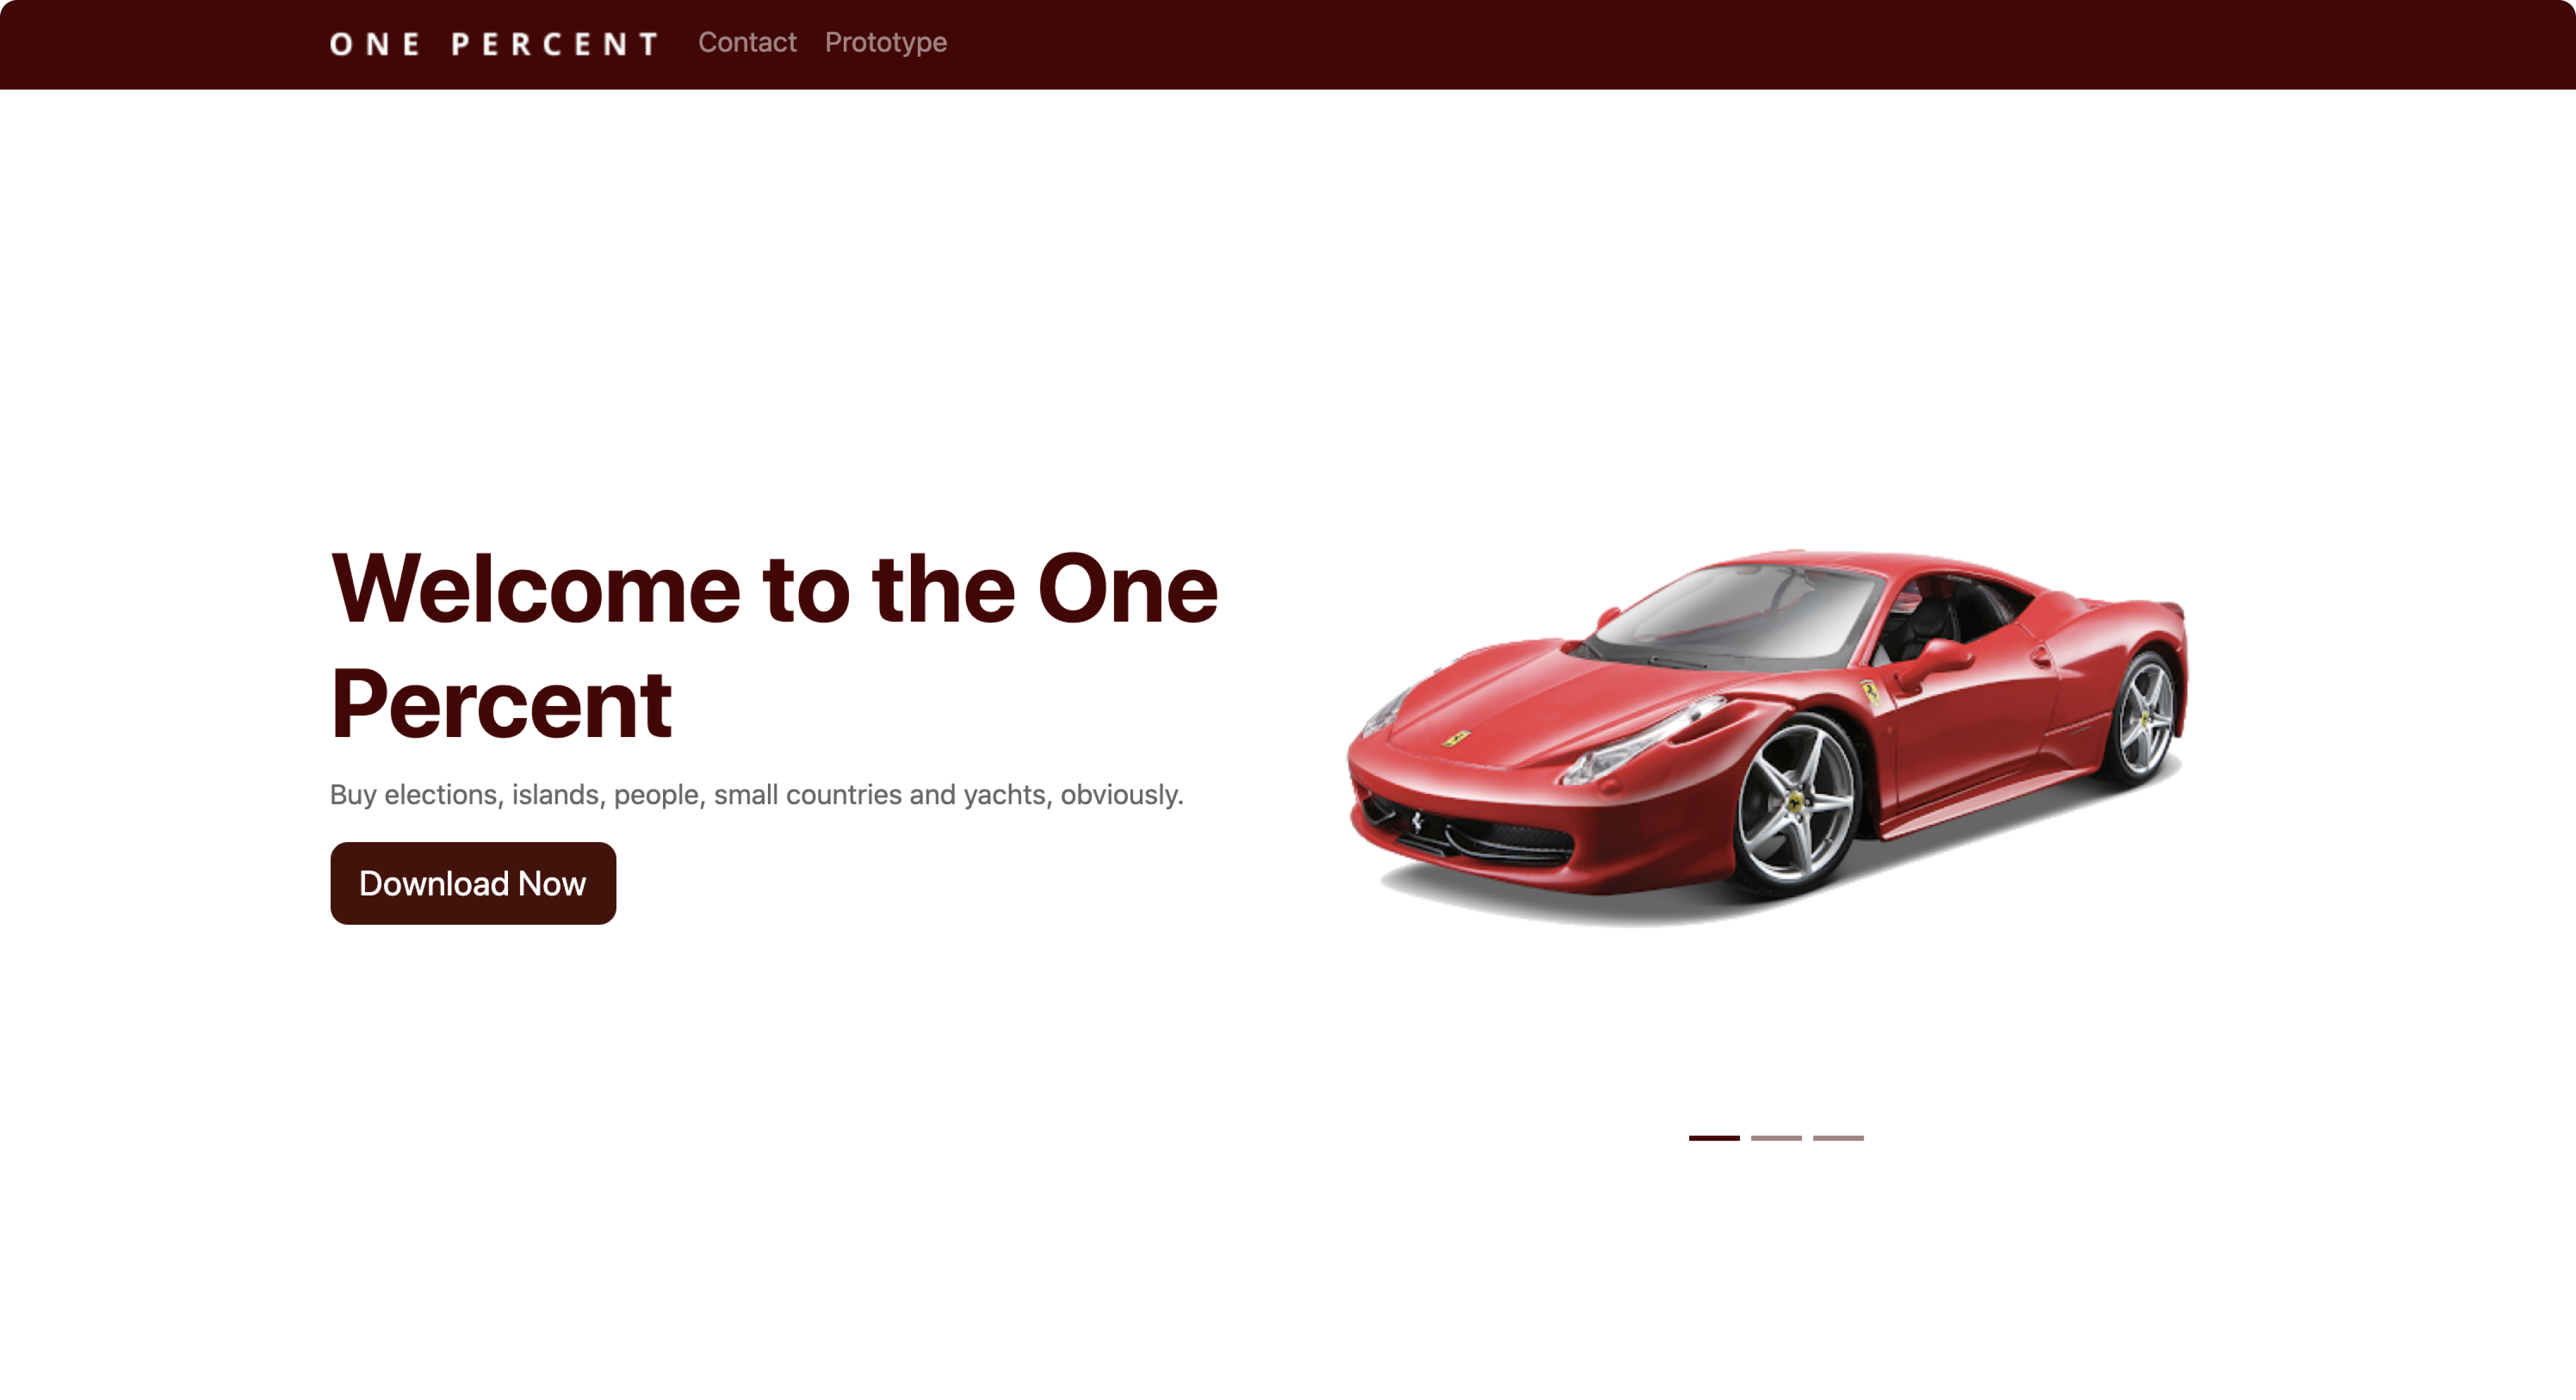 ONE PERCENT Contact Prototype
Welcome to the One
Percent
Buy elections, islands, people, small countries and yachts, obviously.
Download Now